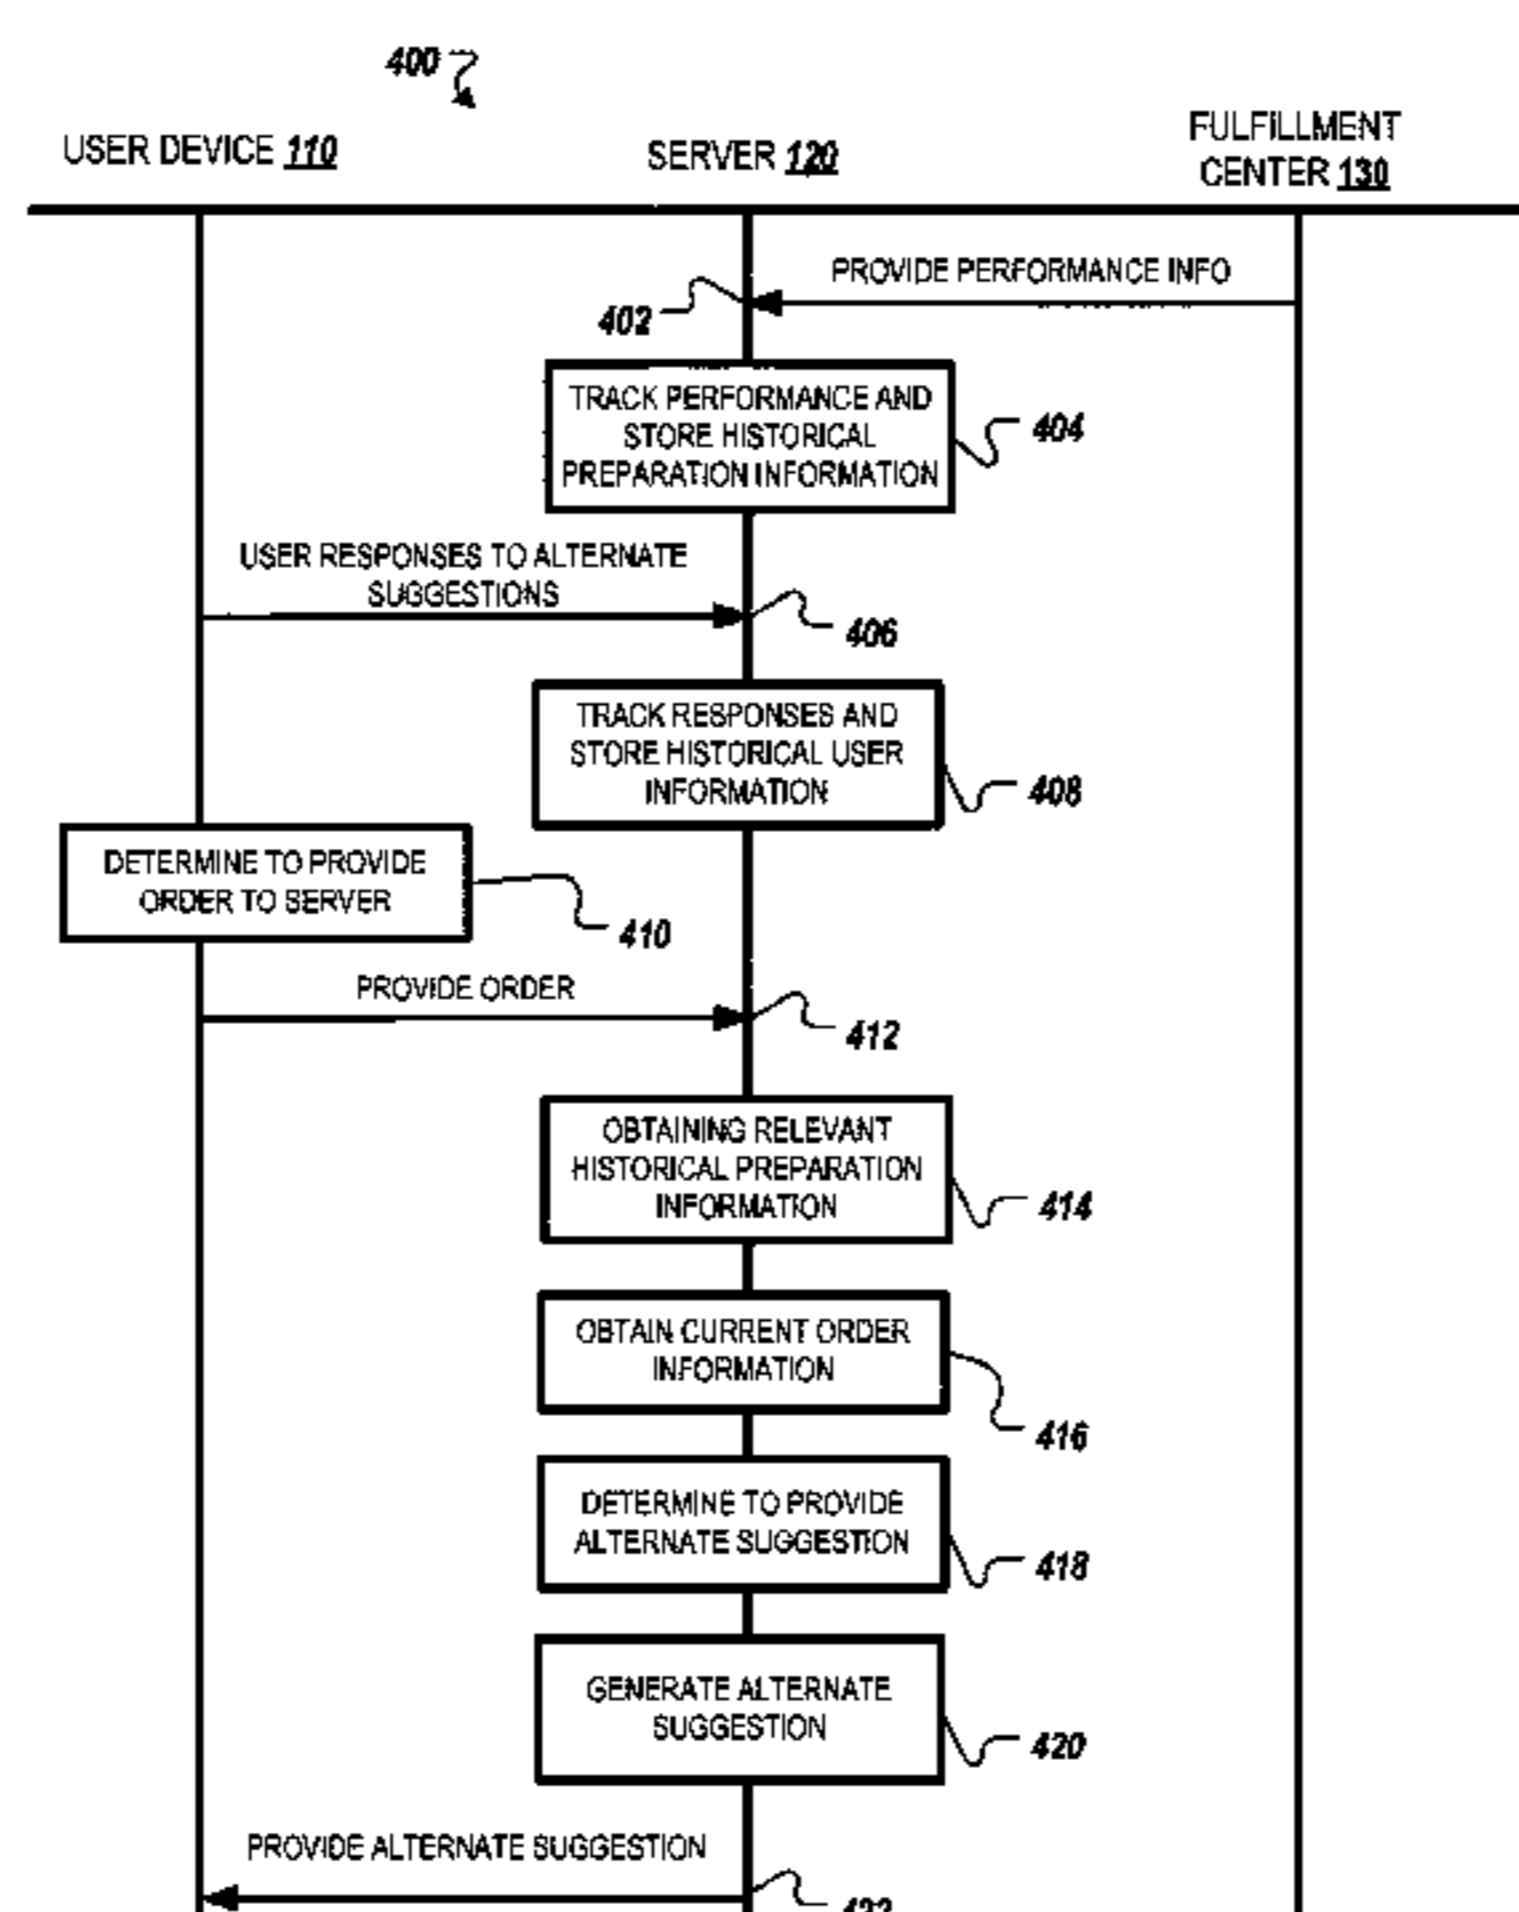 400
USER DEVICE 110
SERVER 120
FULFILLMENT
CENTER 130
PROVIDE PERFORMANCE INFO
402
TRACK PERFORMANCE AND
STORE HISTORICAL
PREPARATION INFORMATION
404
USER RESPONSES TO ALTERNATE
SUGGESTIONS
406
TRACK RESPONSES AND
STORE HISTORICAL USER
INFORMATION
408
DETERMINE TO PROVIDE
ORDER TO SERVER
410
PROVIDE ORDER
412
OBTAINING RELEVANT
HISTORICAL PREPARATION
INFORMATION
414
OBTAIN CURRENT ORDER
INFORMATION
416
DETERMINE TO PROVIDE
ALTERNATE SUGGESTION
418
GENERATE ALTERNATE
SUGGESTION
420
PROVIDE ALTERNATE SUGGESTION